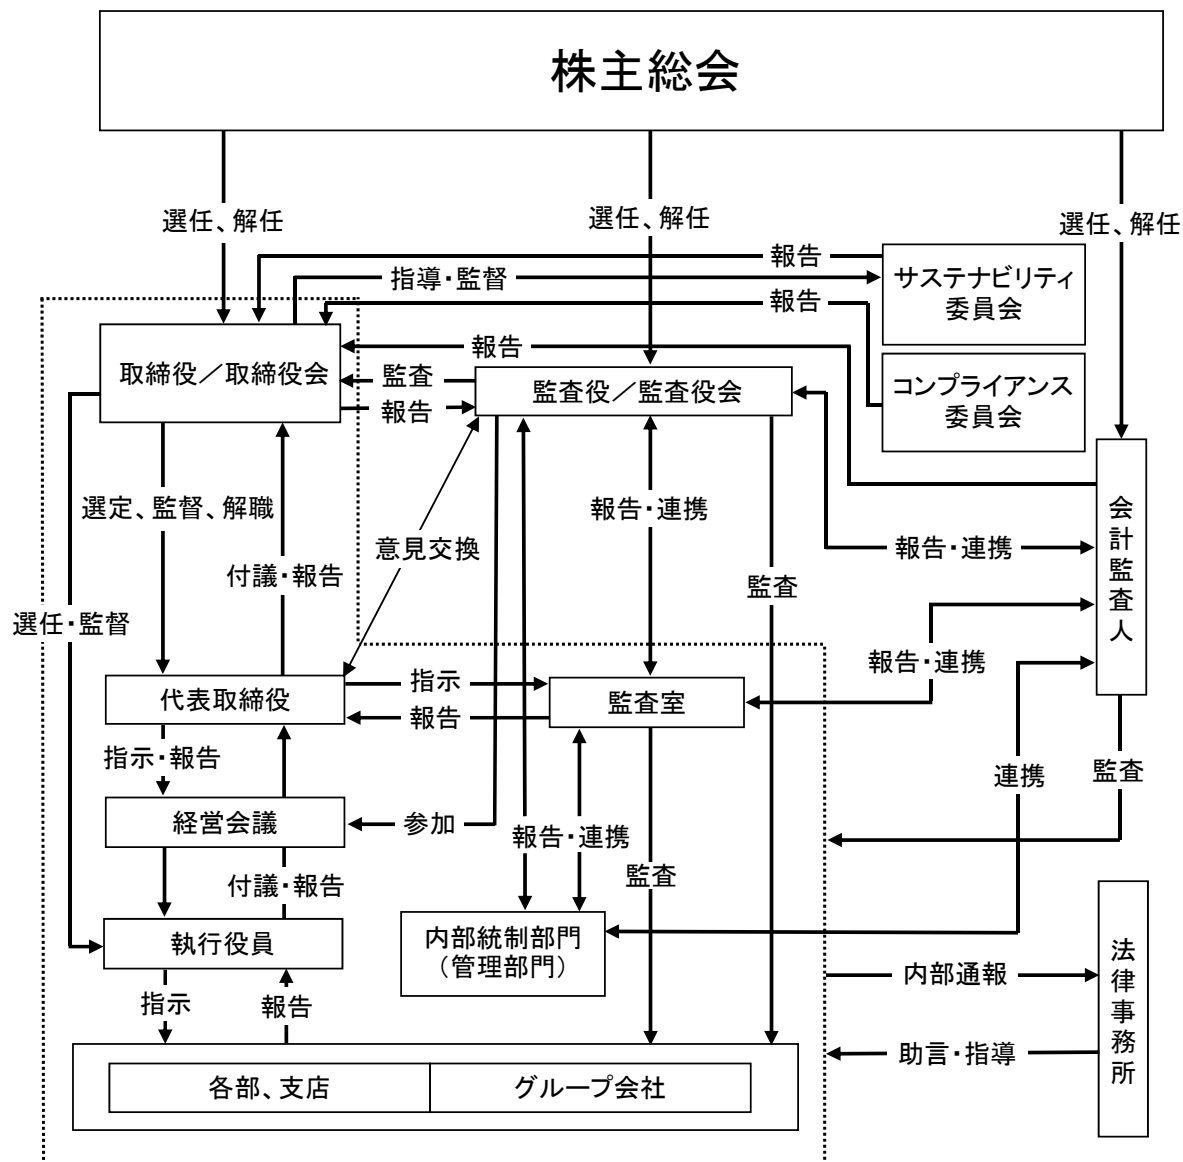 株主総会
選任、解任
選任、解任
選任、解任
報告
指導・監督
報告
サステナビリティ
委員会
報告
取締役／取締役会
監査
報告
監査役／監査役会
コンプライアンス
委員会
選定、監督、解職
報告・連携
会計監査人
意見交換
報告・連携
付議・報告
監査
選任・監督
報告・連携
代表取締役
指示
報告
監査室
指示・報告
連携
監査
経営会議
参加
報告・連携
付議・報告
監査
執行役員
内部統制部門
（管理部門）
法律事務所
内部通報
指示
報告
助言・指導
各部、支店
グループ会社